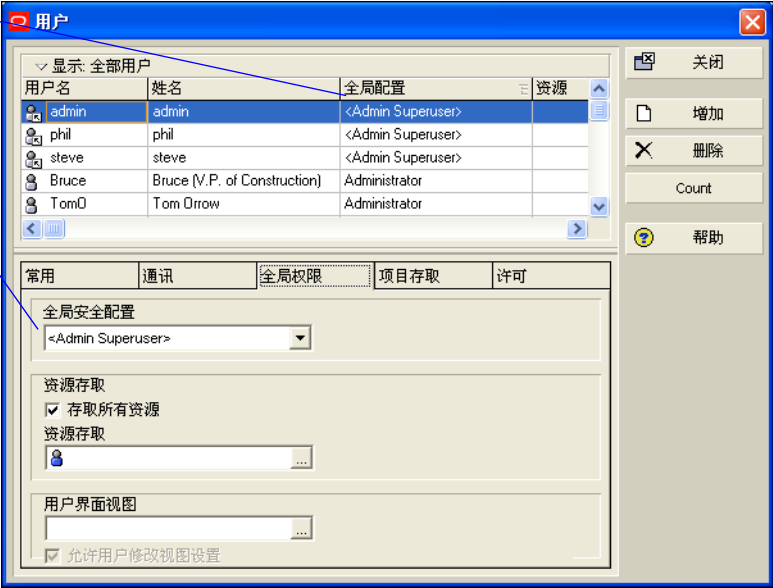 用户
显示: 全部用户
用户名 姓名 全局配置 资源
admin admin <Admin Superuser>
phil phil <Admin Superuser>
steve steve <Admin Superuser>
Bruce Bruce (V.P. of Construction) Administrator
TomO Tom Orrow Administrator
关闭
增加
删除
Count
帮助
常用 通讯 全局权限 项目存取 许可
全局安全配置
<Admin Superuser>
资源存取
存取所有资源
资源存取
...
用户界面视图
...
允许用户修改视图设置